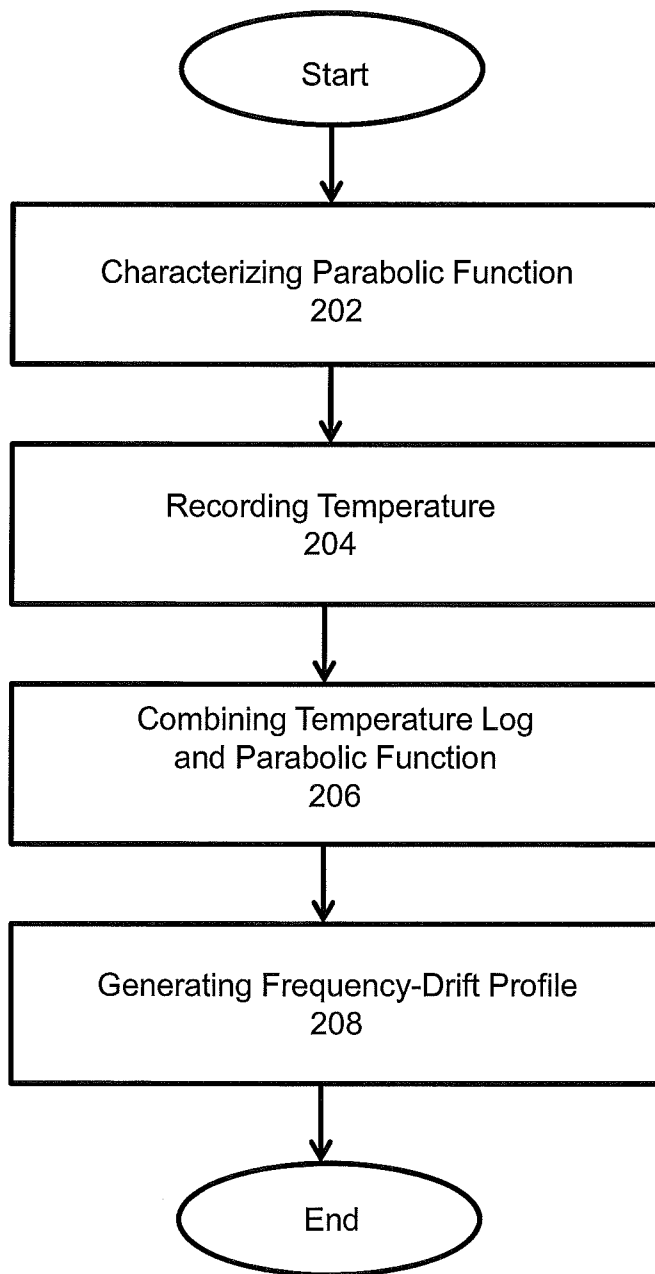 Start
Characterizing Parabolic Function
202
Recording Temperature
204
Combining Temperature Log
and Parabolic Function
206
Generating Frequency-Drift Profile
208
End